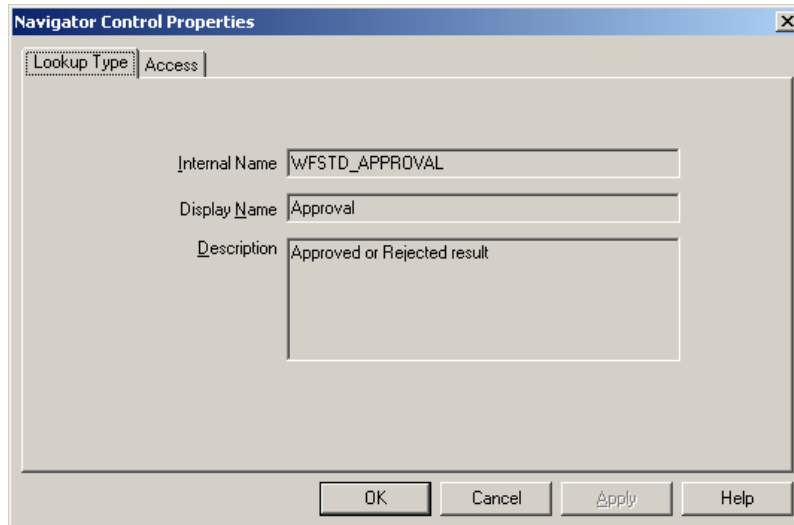 Navigator Control Properties
Lookup Type Access
Internal Name WFSTD_APPROVAL
Display Name Approval
Description Approved or Rejected result
OK Cancel Apply Help